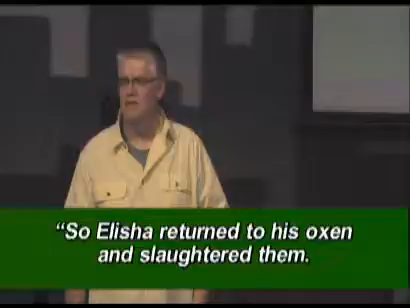 “So Elisha returned to his oxen
and slaughtered them.